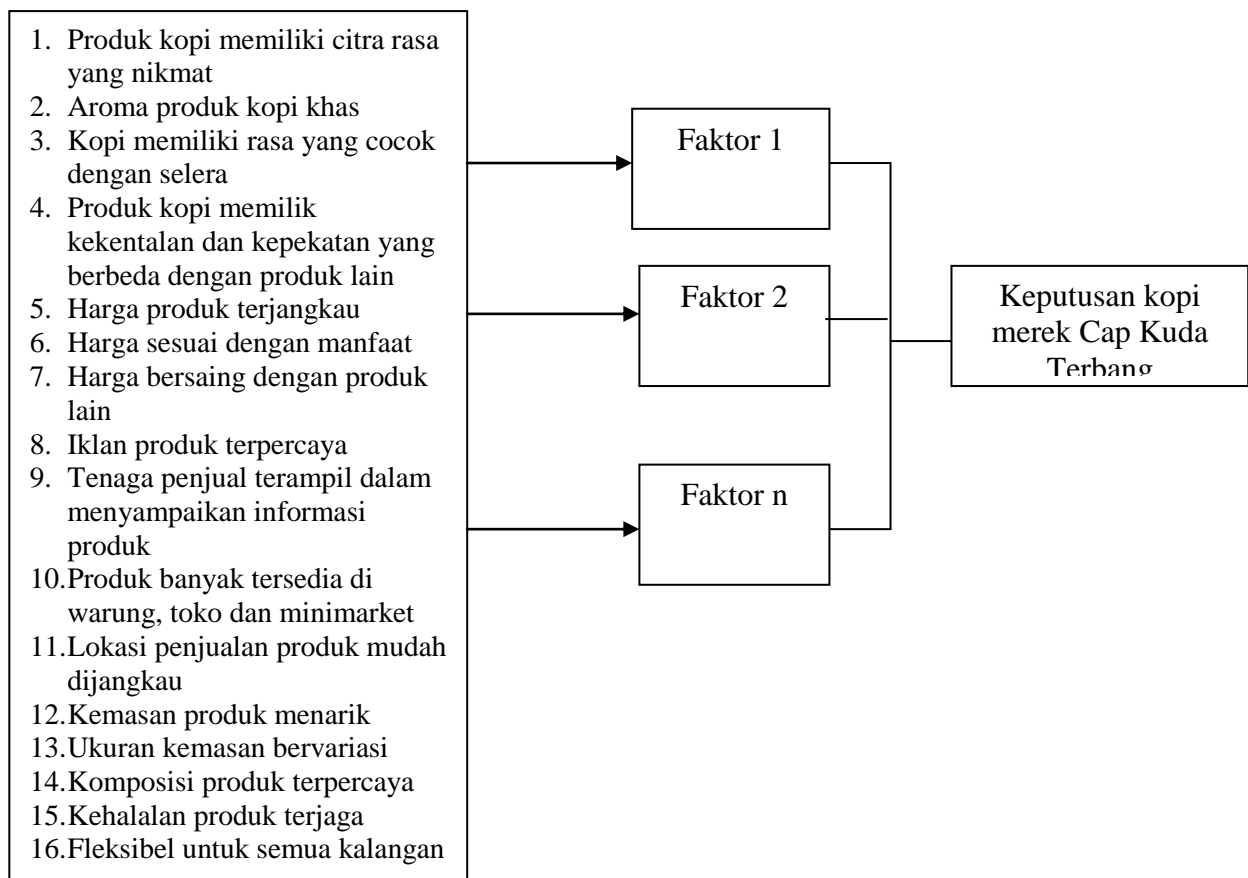 1. Produk kopi memiliki citra rasa
yang nikmat
2. Aroma produk kopi khas
3. Kopi memiliki rasa yang cocok
dengan selera
4. Produk kopi memilik
kekentalan dan kepekatan yang
berbeda dengan produk lain
5. Harga produk terjangkau
6. Harga sesuai dengan manfaat
7. Harga bersaing dengan produk
lain
8. Iklan produk terpercaya
9. Tenaga penjual terampil dalam
menyampaikan informasi
produk
10.Produk banyak tersedia di
warung, toko dan minimarket
11.Lokasi penjualan produk mudah
dijangkau
12.Kemasan produk menarik
13.Ukuran kemasan bervariasi
14.Komposisi produk terpercaya
15.Kehalalan produk terjaga
16.Fleksibel untuk semua kalangan
Faktor 1
Faktor 2
Faktor n
Keputusan kopi
merek Cap Kuda
Terbang